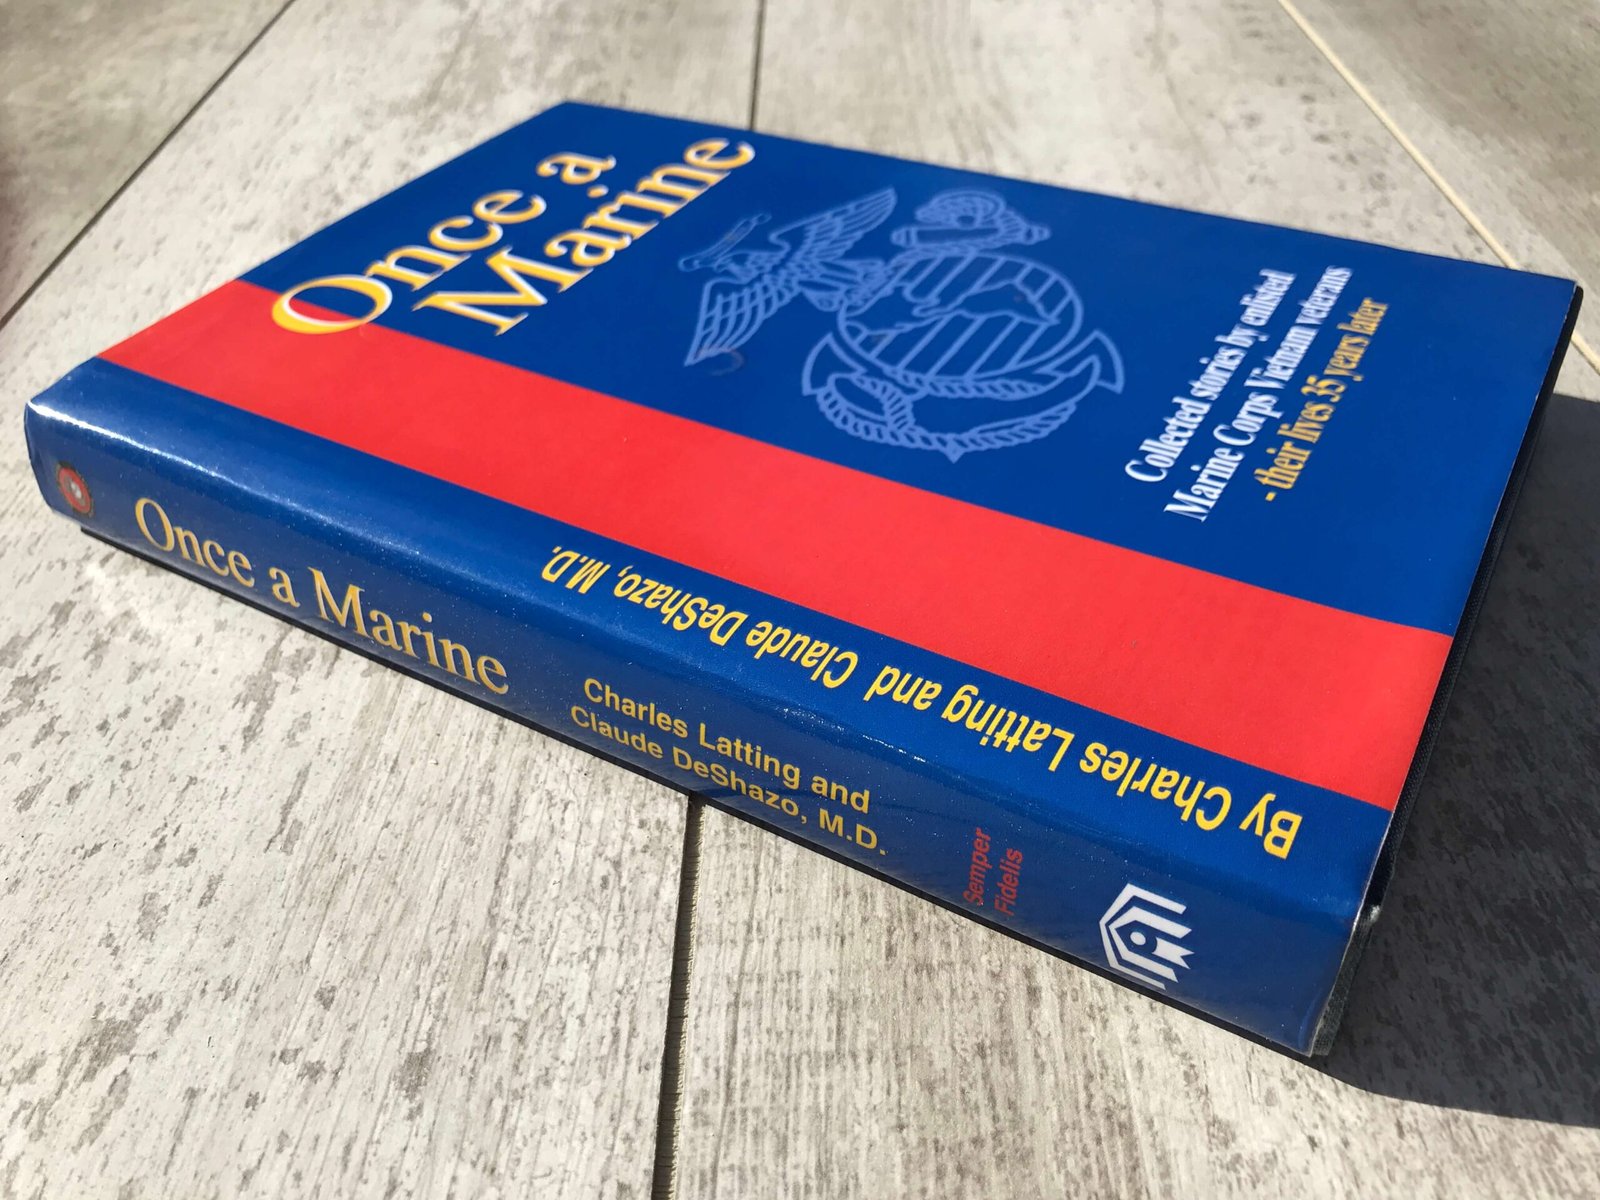 Once a
Marine
Collected stories by enlisted
Marine Corps Vietnam veterans
- their lives 35 years later
By Charles Latting and Claude DeShazo, M.D.
Once a Marine
Charles Latting and
Claude DeShazo, M.D.
Semper
Fidelis